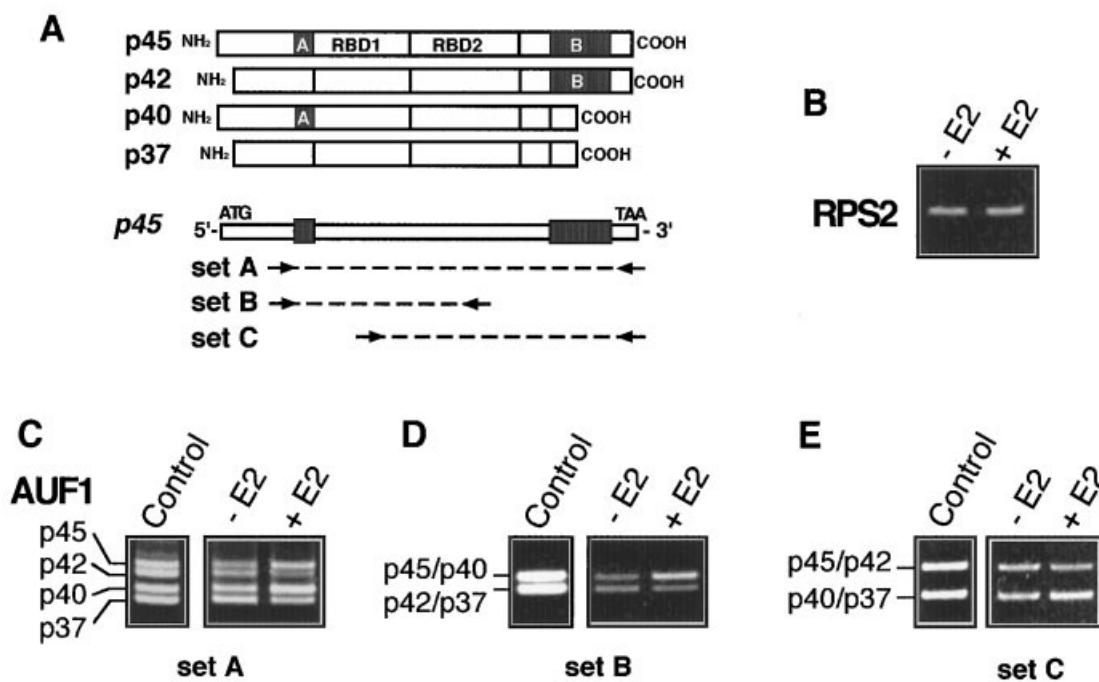 A
p45 NH₂ A RBD1 RBD2 B COOH
p42 NH₂ B COOH
p40 NH₂ A COOH
p37 NH₂ COOH
ATG TAA
p45 5'- - 3'
set A
set B
set C
B
- E2 + E2
RPS2
C
AUF1
Control - E2 + E2
p45
p42
p40
p37
set A
D
Control - E2 + E2
p45/p40
p42/p37
set B
E
Control - E2 + E2
p45/p42
p40/p37
set C